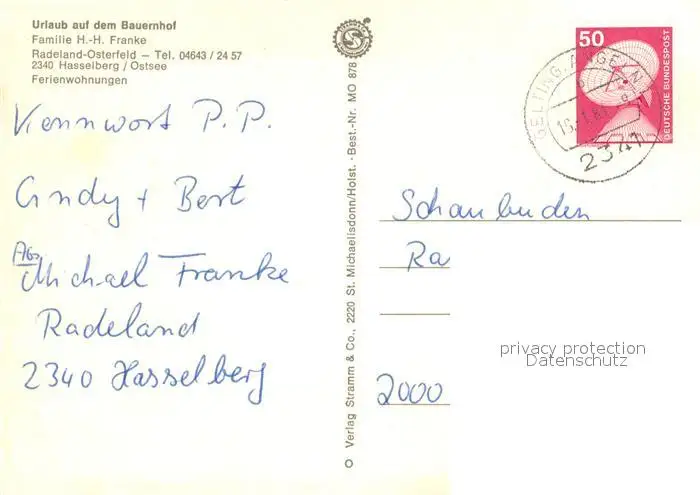 Urlaub auf dem Bauernhof
Familie H.-H. Franke
Radeland-Osterfeld – Tel. 04643 / 24 57
2340 Hasselberg / Ostsee
Ferienwohnungen
Kennwort P.P.
Cindy + Bert
Abs
Michael Franke
Radeland
2340 Hasselberg
O Verlag Stramm & Co., 2220 St. Michaelisdonn/Holst. · Best.-Nr. MO 878
50
DEUTSCHE BUNDESPOST
GELTING, ANGELN
2341
Schaubuden
Ra
2000
privacy protection
Datenschutz